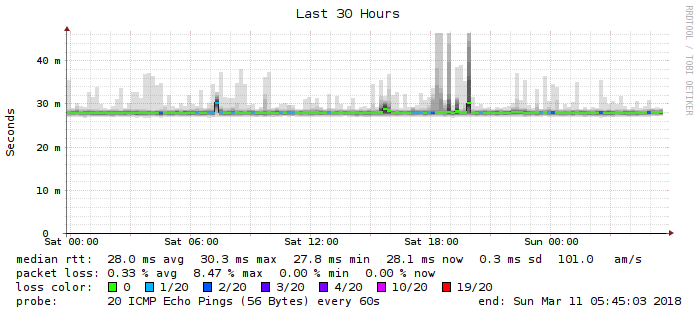 Last 30 Hours
RRDTOOL / TOBI OETIKER
Seconds
40 m
30 m
20 m
10 m
0
Sat 00:00 Sat 06:00 Sat 12:00 Sat 18:00 Sun 00:00
median rtt: 28.0 ms avg 30.3 ms max 27.8 ms min 28.1 ms now 0.3 ms sd 101.0 am/s
packet loss: 0.33 % avg 8.47 % max 0.00 % min 0.00 % now
loss color: 0 1/20 2/20 3/20 4/20 10/20 19/20
probe: 20 ICMP Echo Pings (56 Bytes) every 60s end: Sun Mar 11 05:45:03 2018